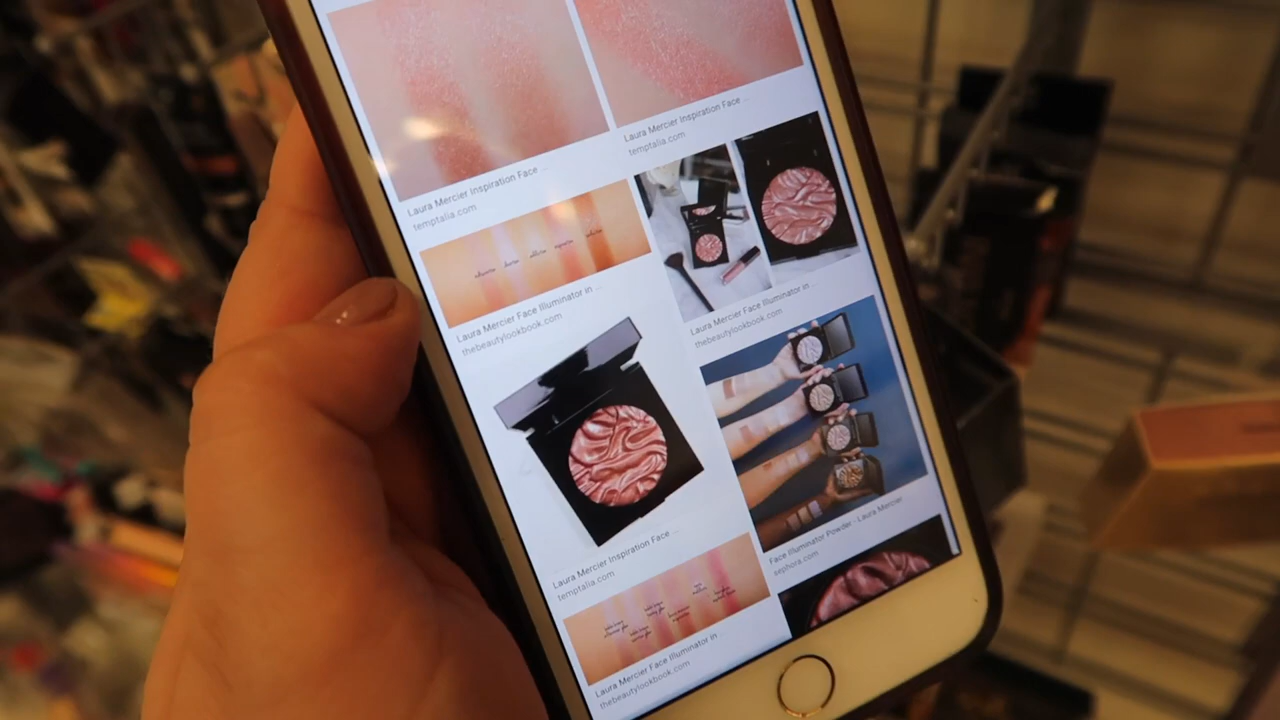 Laura Mercier Inspiration Face ...
temptalia.com
Laura Mercier Inspiration Face ...
temptalia.com
Laura Mercier Face Illuminator in ...
thebeautylookbook.com
Laura Mercier Face Illuminator in ...
thebeautylookbook.com
Laura Mercier Inspiration Face ...
temptalia.com
Face Illuminator Powder - Laura Mercier
sephora.com
Laura Mercier Face Illuminator in ...
thebeautylookbook.com